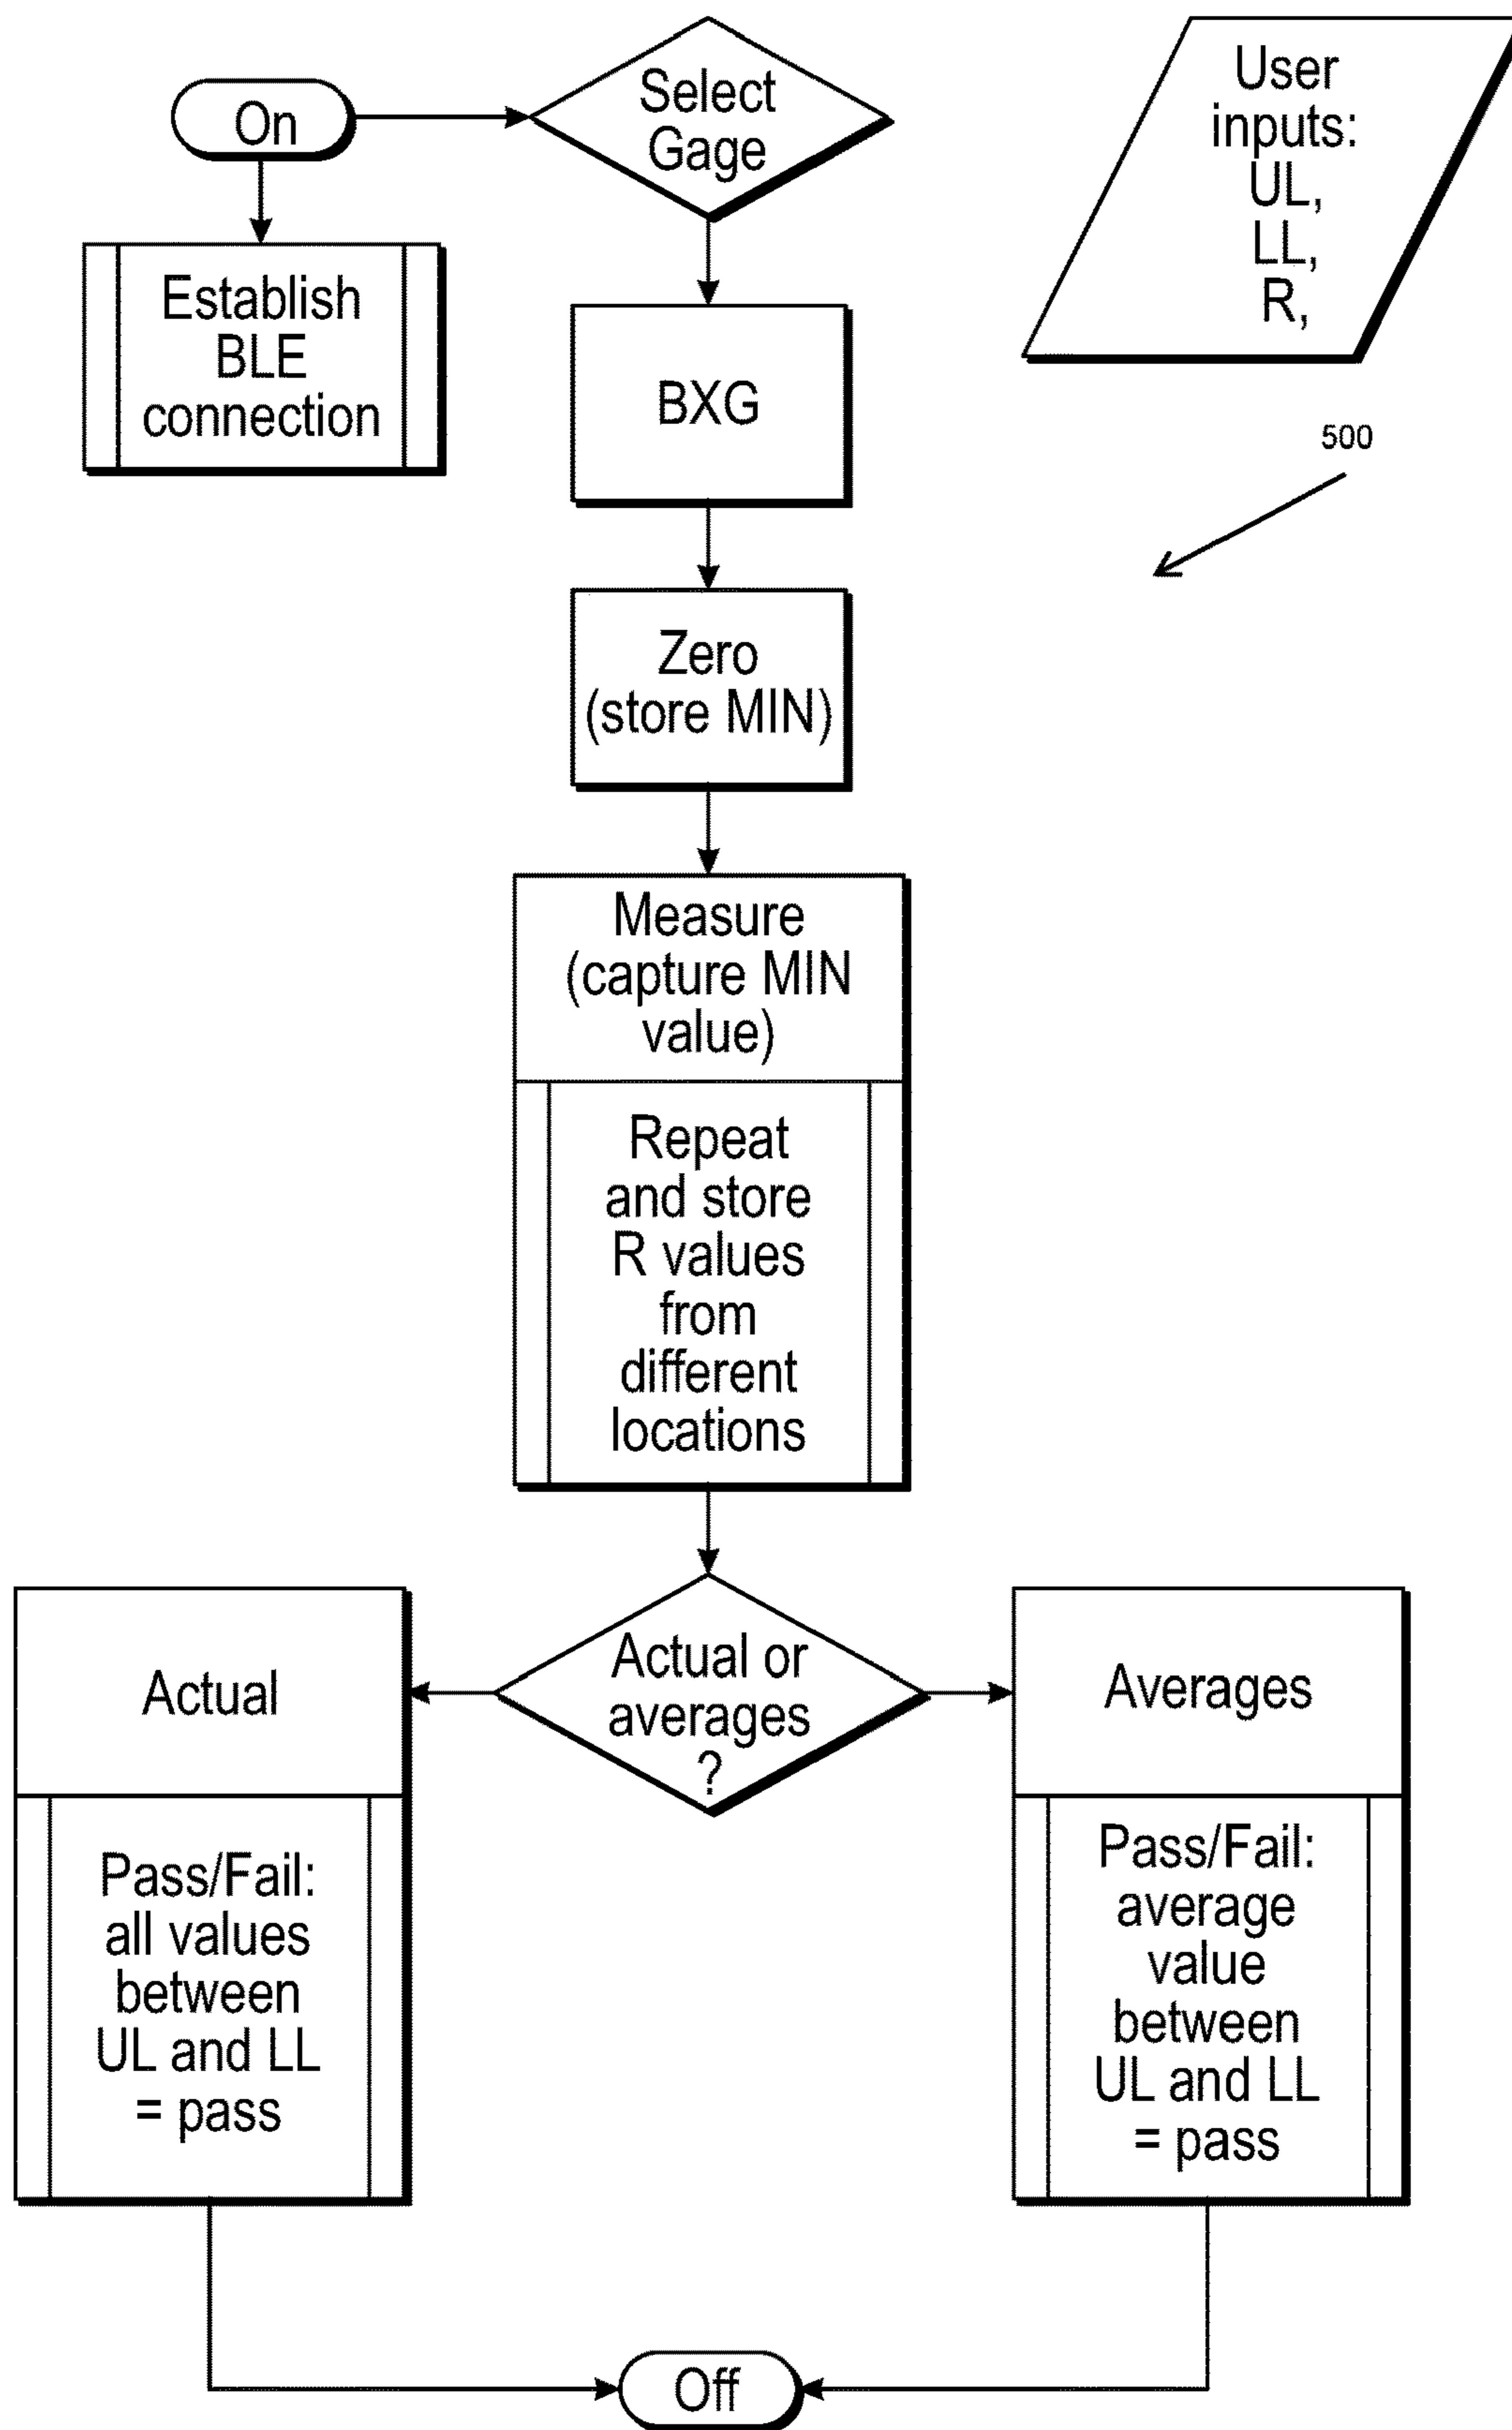 On
Select
Gage
User
inputs:
UL,
LL,
R,
Establish
BLE
connection
BXG
500
Zero
(store MIN)
Measure
(capture MIN
value)
Repeat
and store
R values
from
different
locations
Actual or
averages
?
Actual
Pass/Fail:
all values
between
UL and LL
= pass
Averages
Pass/Fail:
average
value
between
UL and LL
= pass
Off